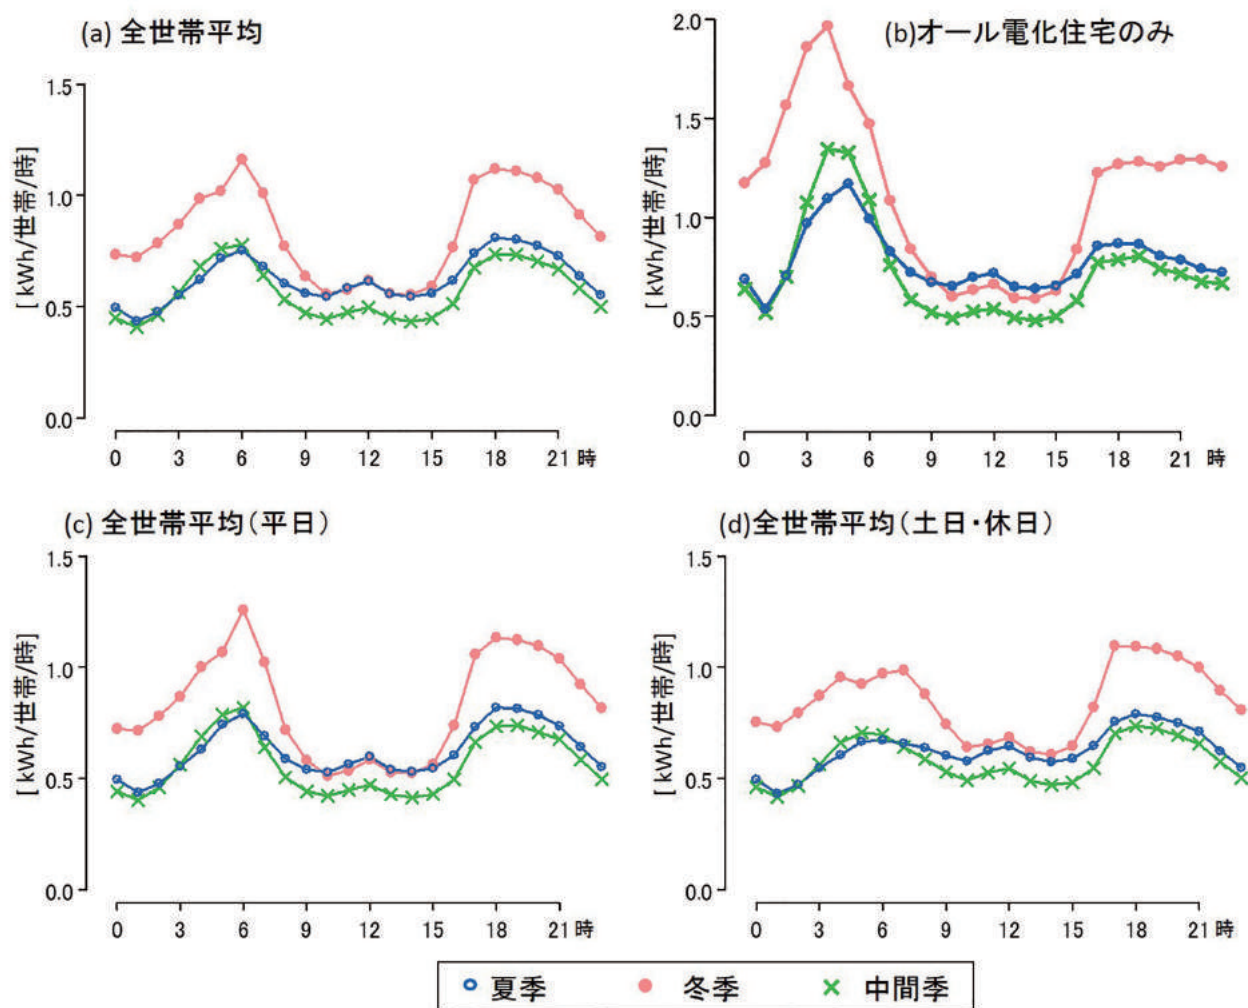 (a) 全世帯平均
1.5
1.0
0.5
0.0
[ kWh/世帯/時]
0 3 6 9 12 15 18 21 時
(b)オール電化住宅のみ
2.0
1.5
1.0
0.5
0.0
[ kWh/世帯/時]
0 3 6 9 12 15 18 21 時
(c) 全世帯平均(平日)
1.5
1.0
0.5
0.0
[ kWh/世帯/時]
0 3 6 9 12 15 18 21 時
(d)全世帯平均(土日・休日)
1.5
1.0
0.5
0.0
[ kWh/世帯/時]
0 3 6 9 12 15 18 21 時
夏季 冬季 中間季